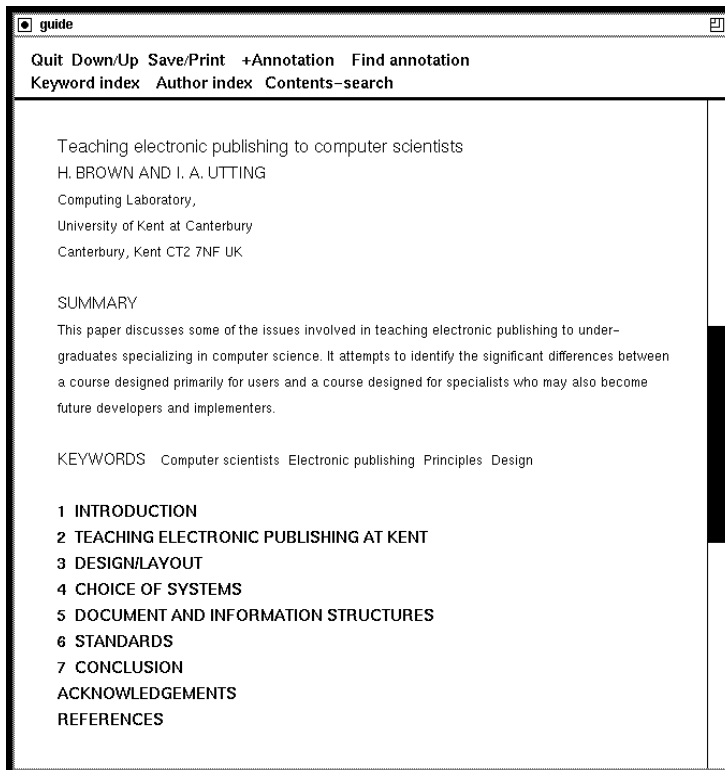 guide
Quit Down/Up Save/Print +Annotation Find annotation
Keyword index Author index Contents-search
Teaching electronic publishing to computer scientists
H. BROWN AND I. A. UTTING
Computing Laboratory,
University of Kent at Canterbury
Canterbury, Kent CT2 7NF UK
SUMMARY
This paper discusses some of the issues involved in teaching electronic publishing to under-
graduates specializing in computer science. It attempts to identify the significant differences between
a course designed primarily for users and a course designed for specialists who may also become
future developers and implementers.
KEYWORDS Computer scientists Electronic publishing Principles Design
1 INTRODUCTION
2 TEACHING ELECTRONIC PUBLISHING AT KENT
3 DESIGN/LAYOUT
4 CHOICE OF SYSTEMS
5 DOCUMENT AND INFORMATION STRUCTURES
6 STANDARDS
7 CONCLUSION
ACKNOWLEDGEMENTS
REFERENCES